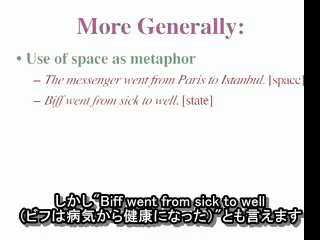 More Generally:
• Use of space as metaphor
– The messenger went from Paris to Istanbul. [space]
– Biff went from sick to well. [state]
しかし"Biff went from sick to well
(ビフは病気から健康になった)"とも言えます